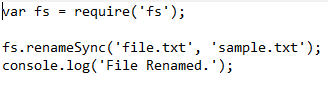 var fs = require('fs');
fs.renameSync('file.txt', 'sample.txt');
console.log('File Renamed.');